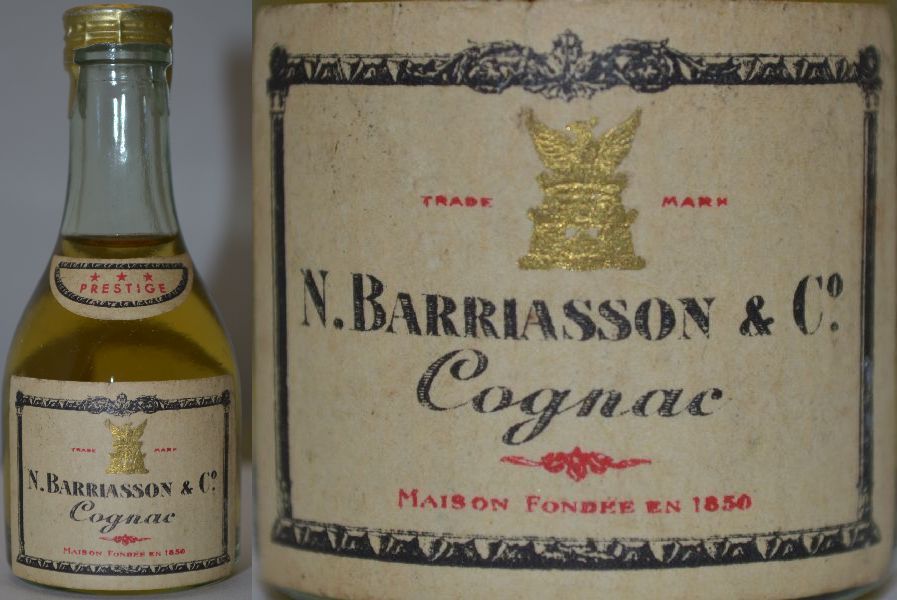 ★ ★ ★
PRESTIGE
TRADE MARK
N. BARRIASSON & Cº
Cognac
MAISON FONDÉE EN 1850
TRADE MARK
N. BARRIASSON & Cº.
Cognac
MAISON FONDÉE EN 1850